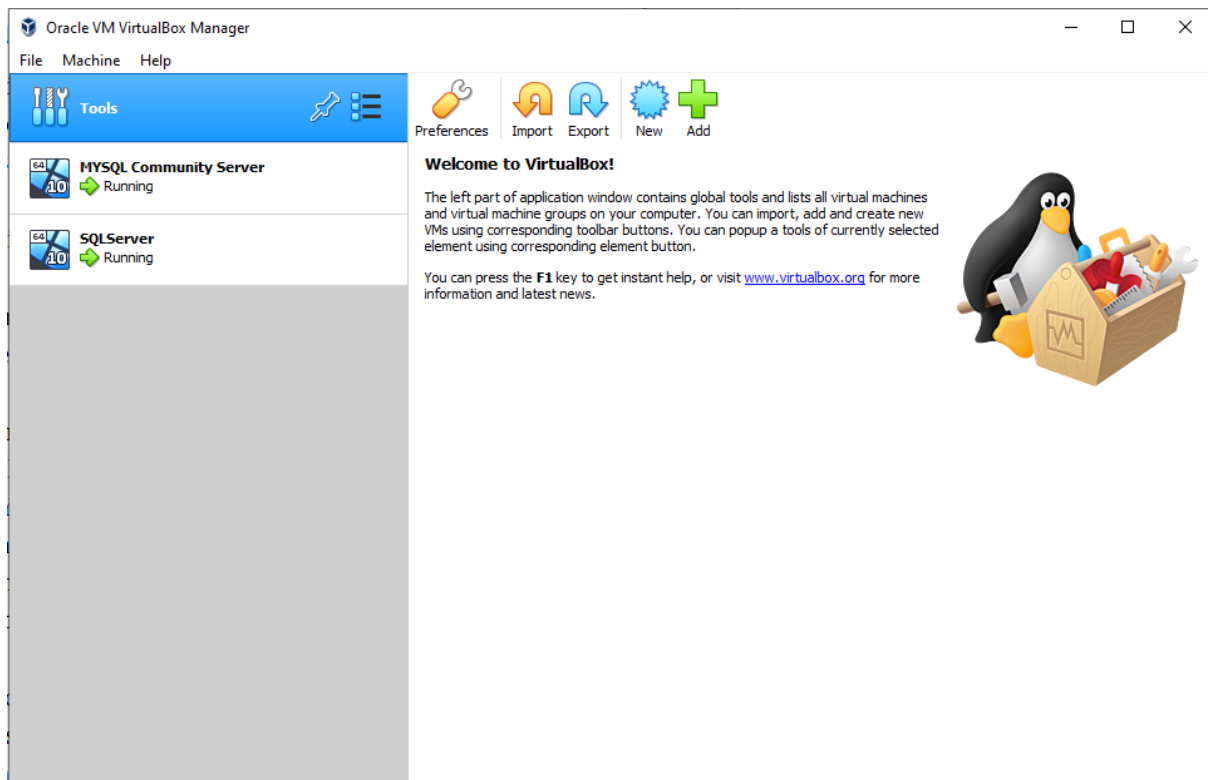 Oracle VM VirtualBox Manager
File Machine Help
Tools
64
10
MYSQL Community Server
Running
64
10
SQLServer
Running
Preferences Import Export New Add
Welcome to VirtualBox!
The left part of application window contains global tools and lists all virtual machines
and virtual machine groups on your computer. You can import, add and create new
VMs using corresponding toolbar buttons. You can popup a tools of currently selected
element using corresponding element button.
You can press the F1 key to get instant help, or visit www.virtualbox.org for more
information and latest news.